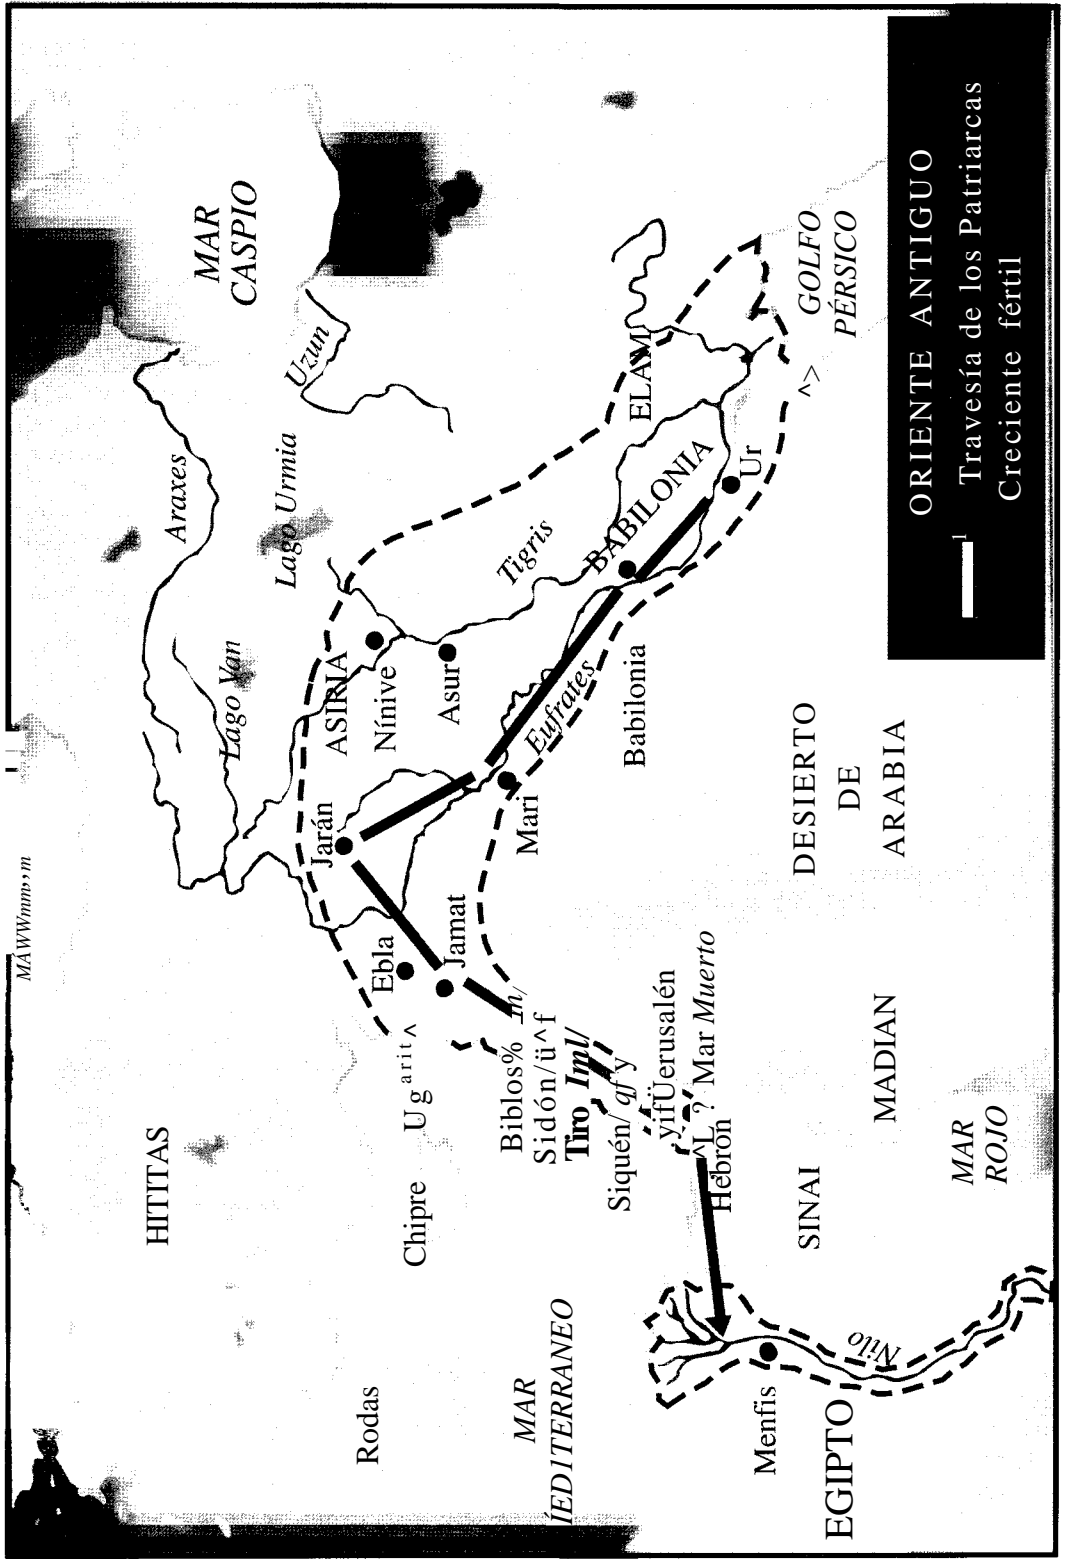 MAR
CASPIO
Uzun
Araxes
Lago Urmia
Lago Van
ELAM
GOLFO
PÉRSICO
ORIENTE ANTIGUO
Travesía de los Patriarcas
Creciente fértil
Tigris
BABILONIA
Ur
ASIRIA
Nínive
Asur
Eufrates
Babilonia
Jarán
Mari
DESIERTO
DE
ARABIA
Ebla
Jamat
Ugarit
Biblos
Sidón
Tiro
Siquén
Mar Muerto
Hebrón
MADIAN
MAR
ROJO
HITITAS
Chipre
SINAI
Rodas
MAR
ÍEDITERRANEO
Nilo
Menfis
EGIPTO